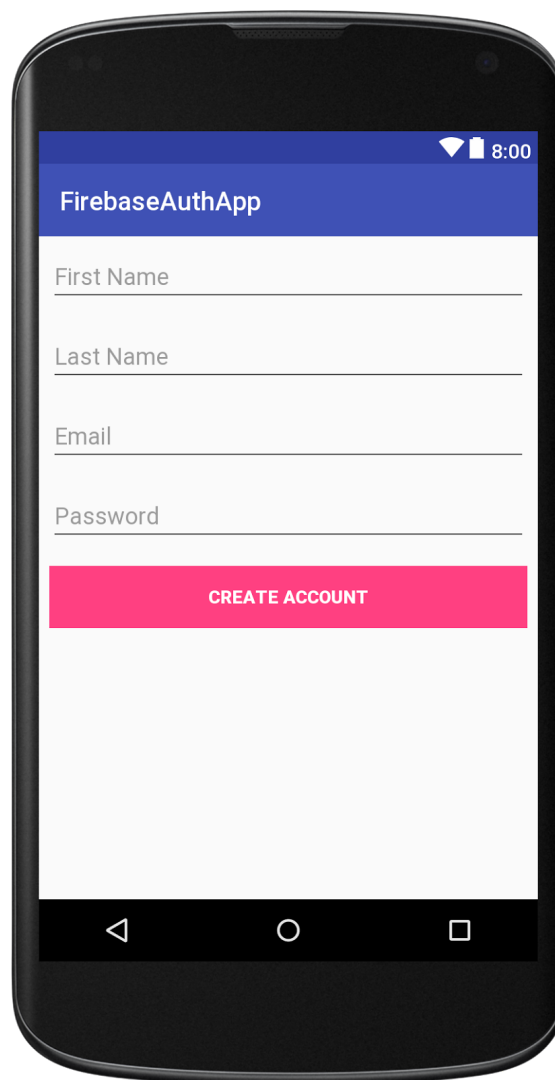 8:00
FirebaseAuthApp
First Name
Last Name
Email
Password
CREATE ACCOUNT